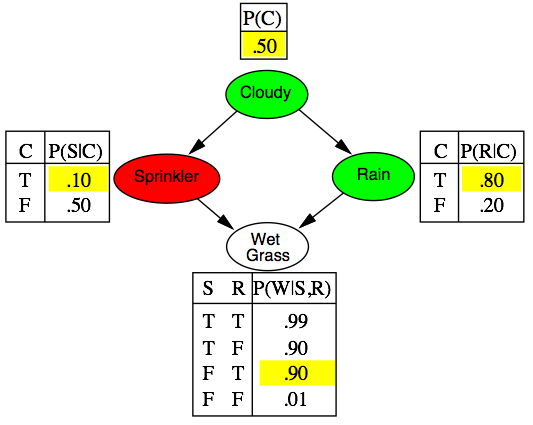 P(C)
.50
Cloudy
C P(S|C)
T .10
F .50
Sprinkler
Rain
C P(R|C)
T .80
F .20
Wet
Grass
S R P(W|S,R)
T T .99
T F .90
F T .90
F F .01